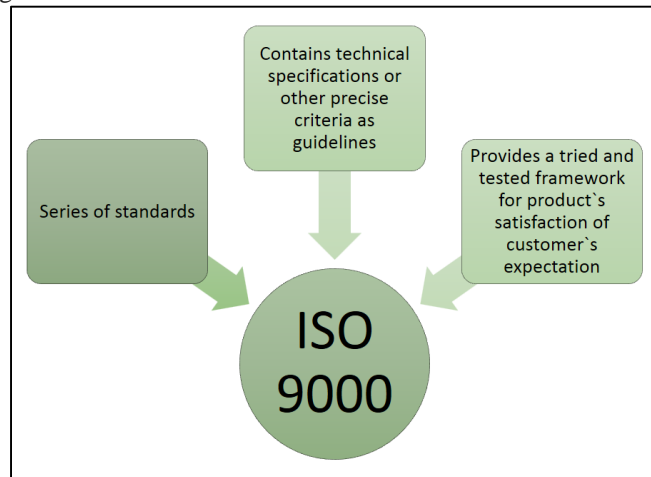 Contains technical
specifications or
other precise
criteria as
guidelines
Series of standards
Provides a tried and
tested framework
for product`s
satisfaction of
customer`s
expectation
ISO
9000